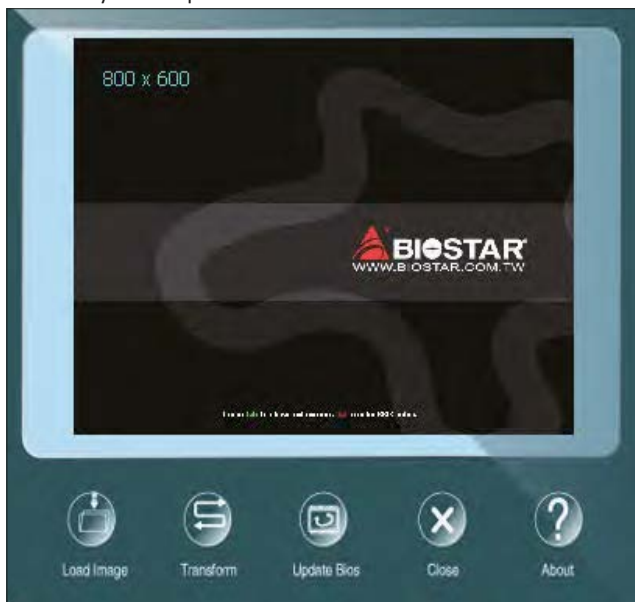 800 x 600
BIOSTAR
WWW.BIOSTAR.COM.TW
Load Image
Transform
Update Bios
Close
About